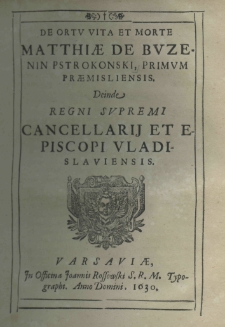 DE ORTV VITA ET MORTE
MATTHIÆ DE BVZE-
NIN PSTROKONSKI, PRIMVM
PRÆMISLIENSIS.
Deinde
REGNI SVPREMI
CANCELLARIJ ET E-
PISCOPI VLADI-
SLAVIENSIS.
VARSAVIÆ,
In Officina Joannis Rossowski S. R. M. Typo-
graphi. Anno Domini. 1630.